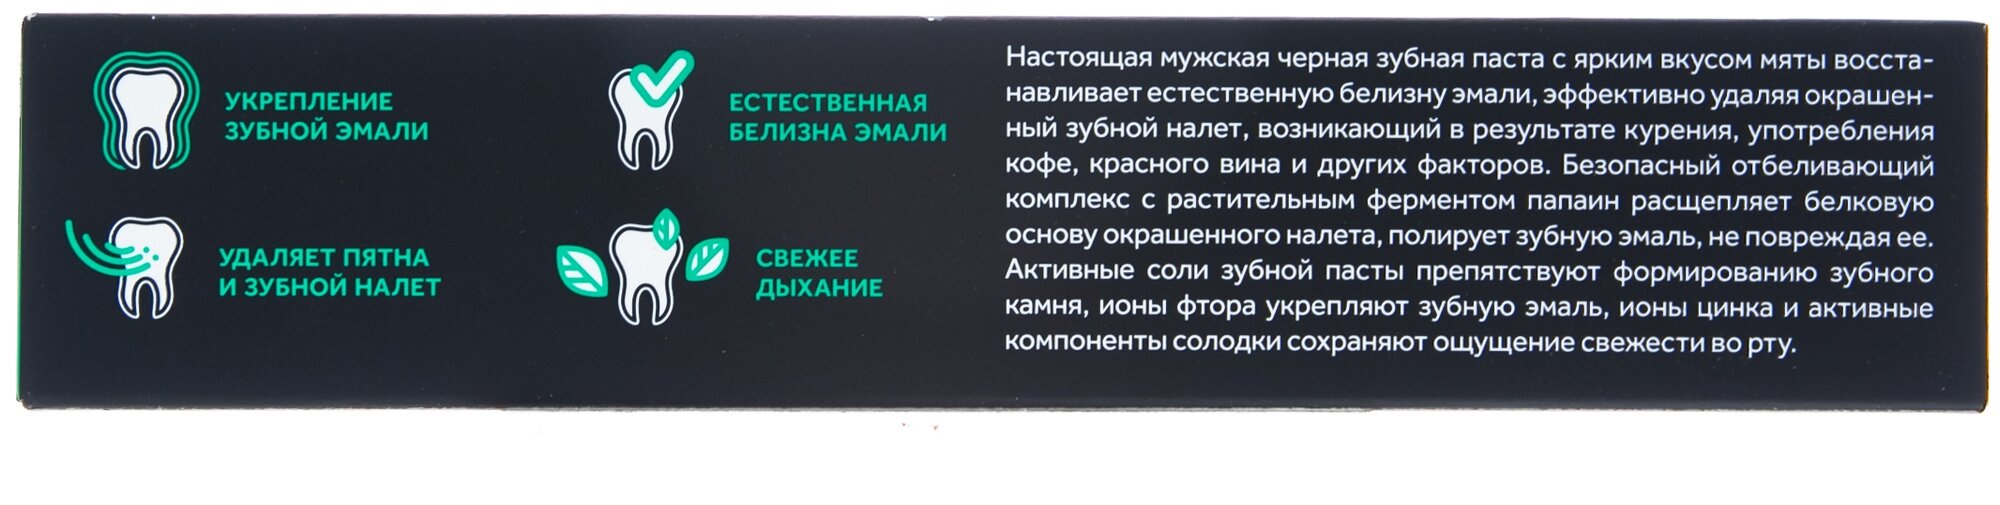 УКРЕПЛЕНИЕ
ЗУБНОЙ ЭМАЛИ
ЕСТЕСТВЕННАЯ
БЕЛИЗНА ЭМАЛИ
УДАЛЯЕТ ПЯТНА
И ЗУБНОЙ НАЛЕТ
СВЕЖЕЕ
ДЫХАНИЕ
Настоящая мужская черная зубная паста с ярким вкусом мяты восста-
навливает естественную белизну эмали, эффективно удаляя окрашен-
ный зубной налет, возникающий в результате курения, употребления
кофе, красного вина и других факторов. Безопасный отбеливающий
комплекс с растительным ферментом папаин расщепляет белковую
основу окрашенного налета, полирует зубную эмаль, не повреждая ее.
Активные соли зубной пасты препятствуют формированию зубного
камня, ионы фтора укрепляют зубную эмаль, ионы цинка и активные
компоненты солодки сохраняют ощущение свежести во рту.